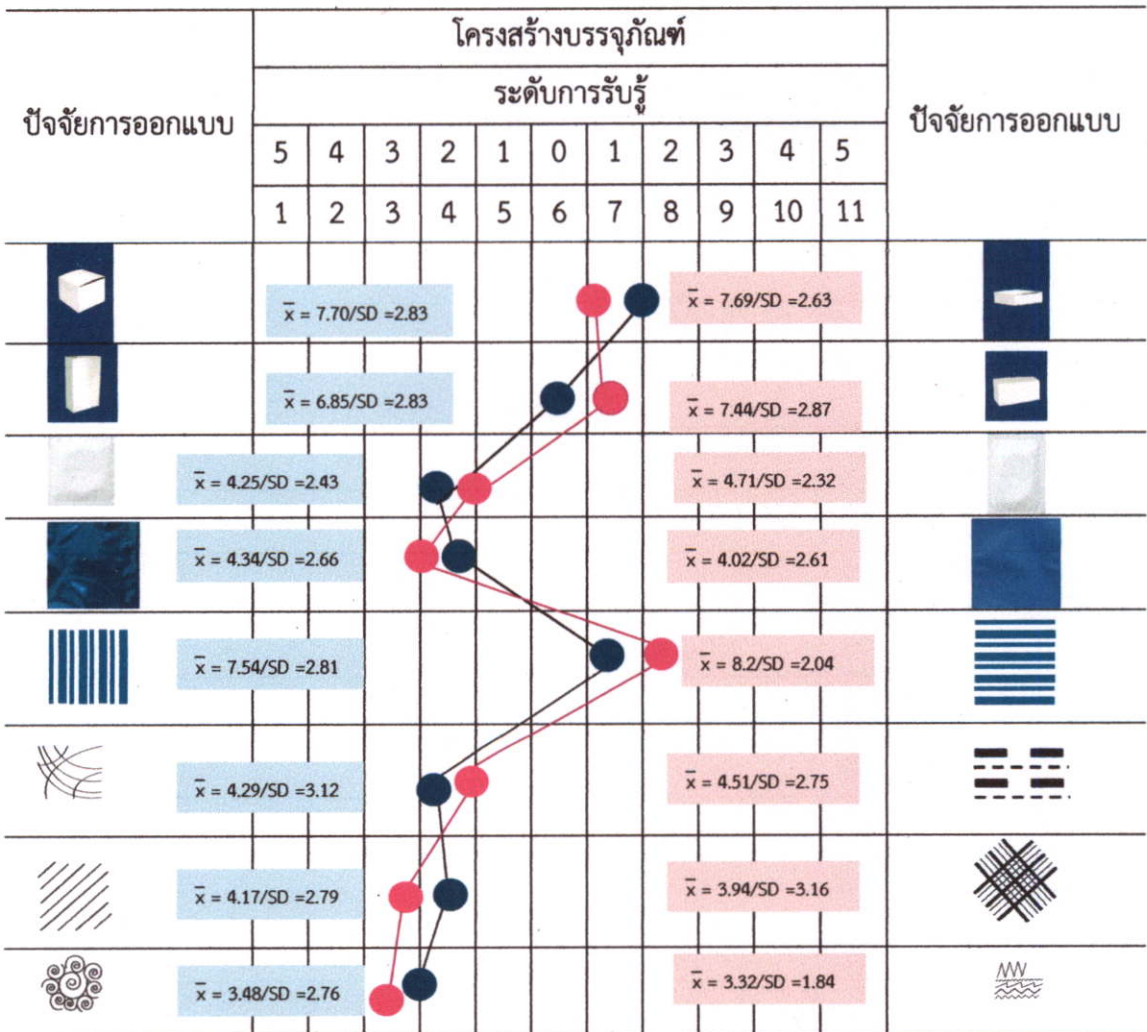 โครงสร้างบรรจุภัณฑ์
ระดับการรับรู้
ปัจจัยการออกแบบ
ปัจจัยการออกแบบ
5 4 3 2 1 0 1 2 3 4 5
1 2 3 4 5 6 7 8 9 10 11
x̄ = 7.70/SD =2.83
x̄ = 7.69/SD =2.63
x̄ = 6.85/SD =2.83
x̄ = 7.44/SD =2.87
x̄ = 4.25/SD =2.43
x̄ = 4.71/SD =2.32
x̄ = 4.34/SD =2.66
x̄ = 4.02/SD =2.61
x̄ = 7.54/SD =2.81
x̄ = 8.2/SD =2.04
x̄ = 4.29/SD =3.12
x̄ = 4.51/SD =2.75
x̄ = 4.17/SD =2.79
x̄ = 3.94/SD =3.16
x̄ = 3.48/SD =2.76
x̄ = 3.32/SD =1.84